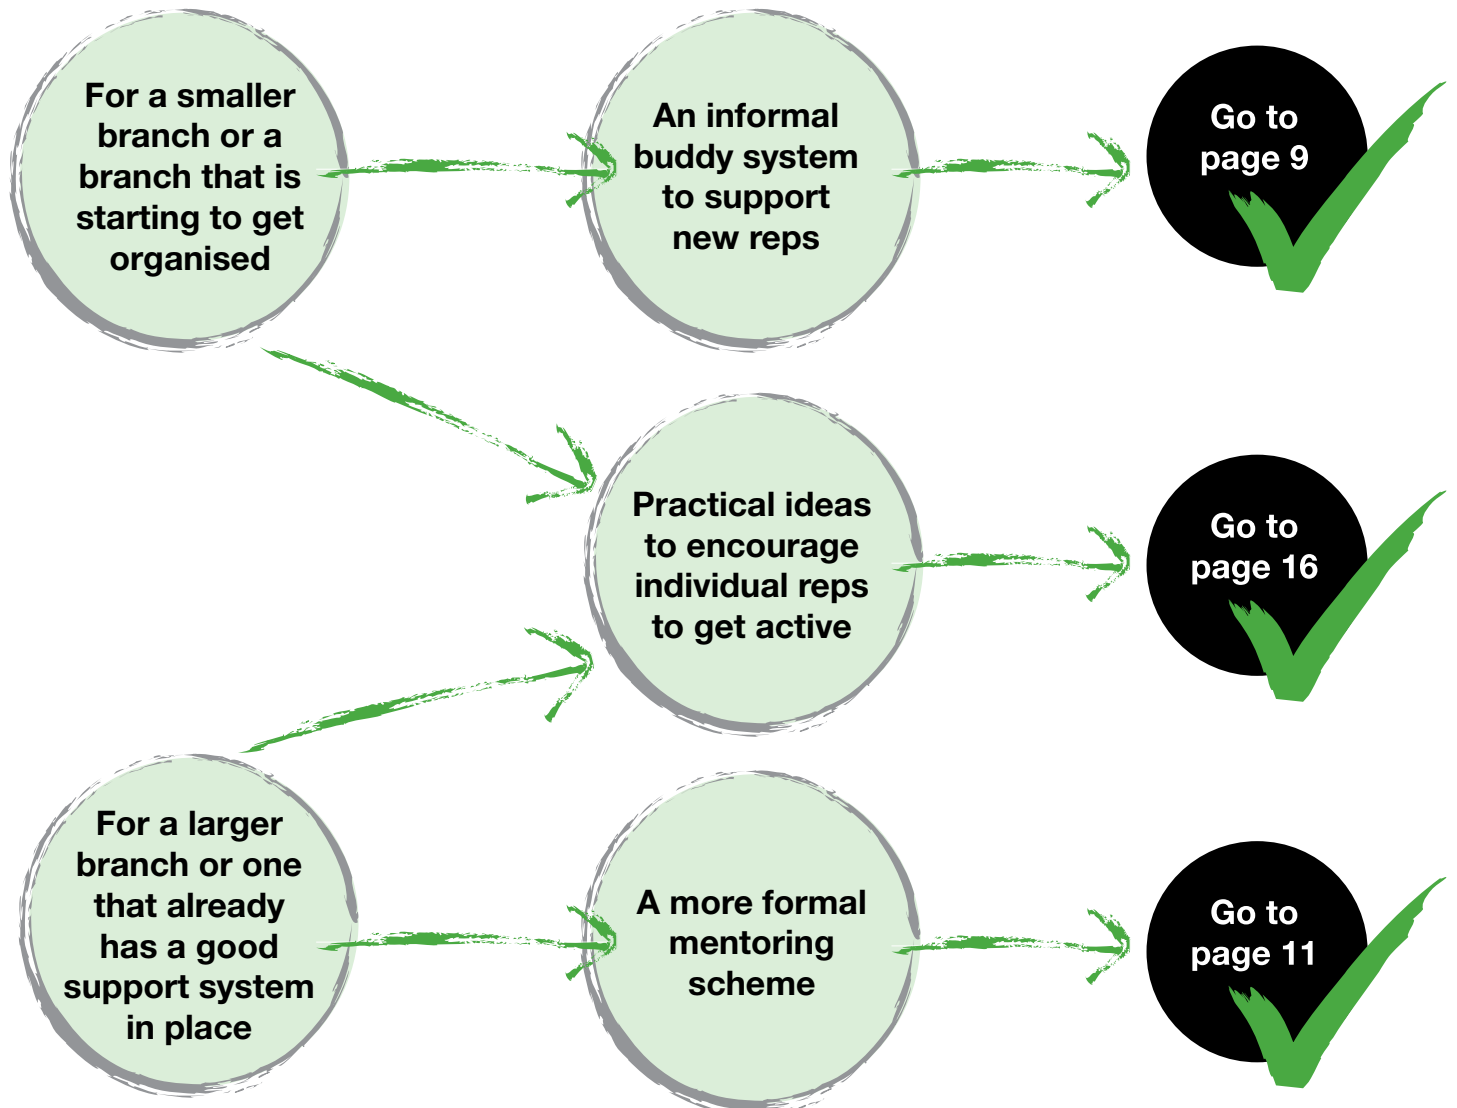 For a smaller
branch or a
branch that is
starting to get
organised
An informal
buddy system
to support
new reps
Go to
page 9
Practical ideas
to encourage
individual reps
to get active
Go to
page 16
For a larger
branch or one
that already
has a good
support system
in place
A more formal
mentoring
scheme
Go to
page 11